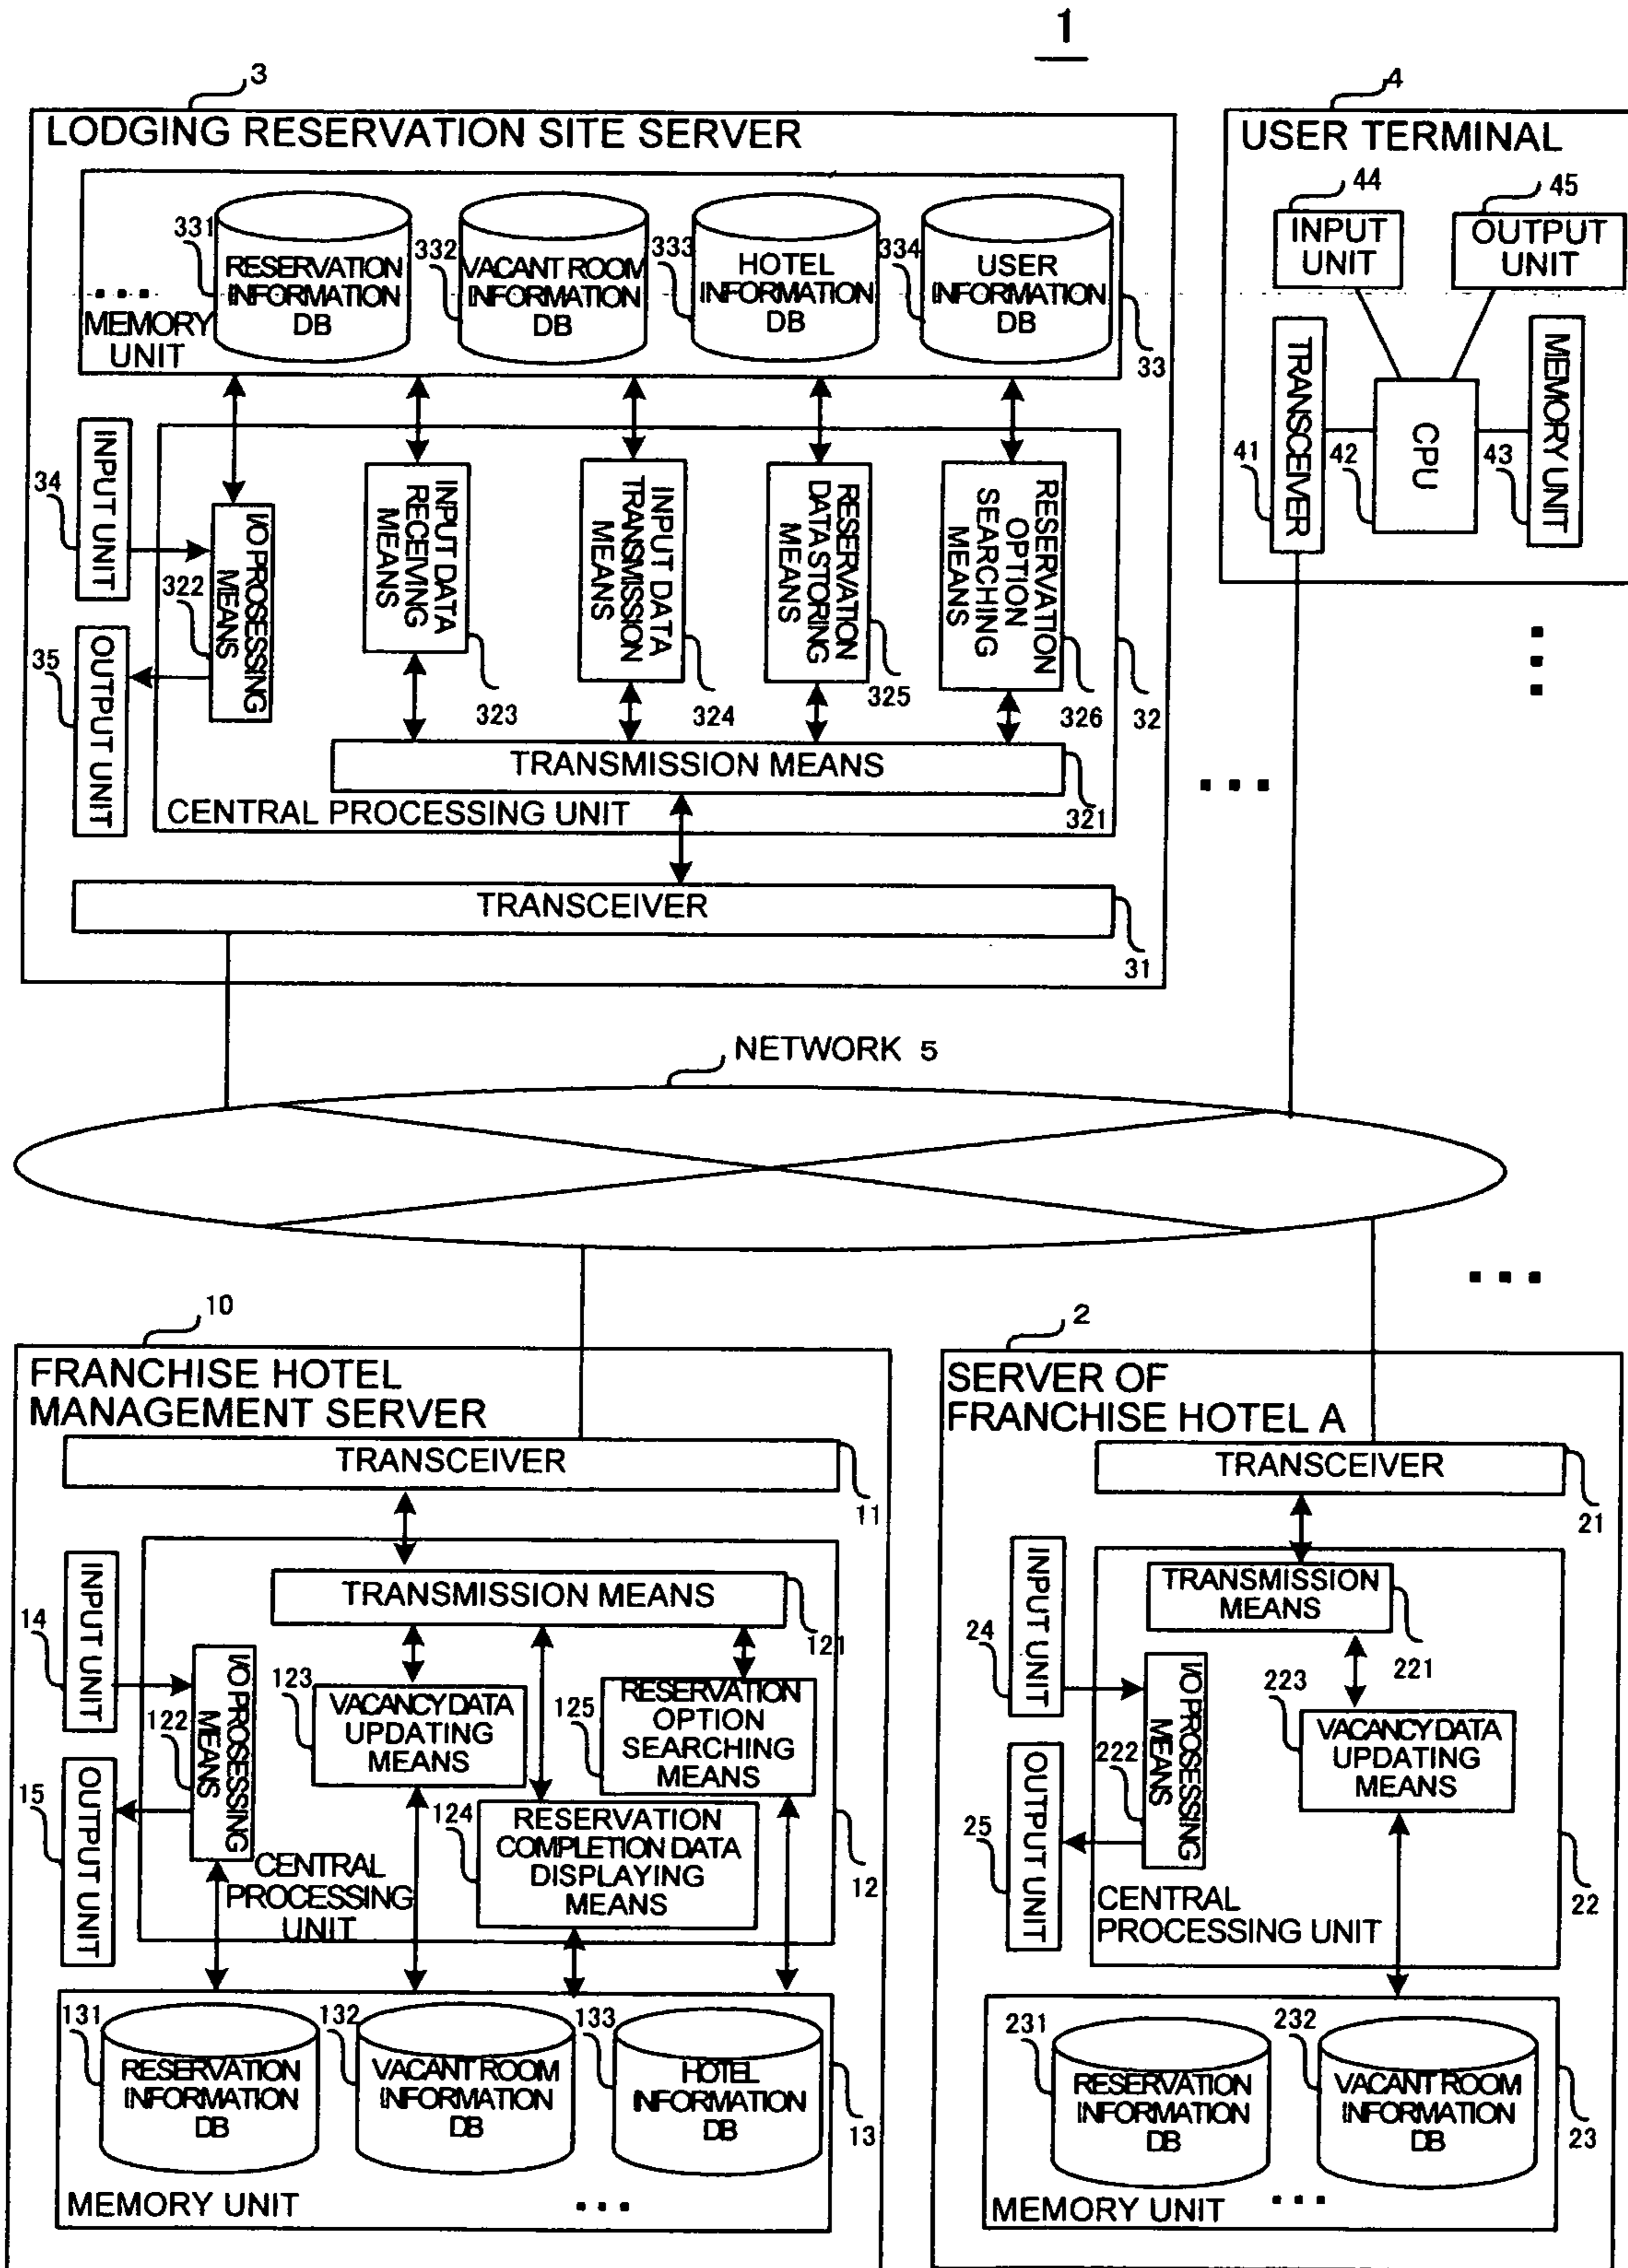 1
3
LODGING RESERVATION SITE SERVER
331
RESERVATION
INFORMATION
DB
332
VACANT ROOM
INFORMATION
DB
333
HOTEL
INFORMATION
DB
334
USER
INFORMATION
DB
...
MEMORY
UNIT
33
34
INPUT UNIT
35
OUTPUT UNIT
322
I/O PROSESSING
MEANS
INPUT DATA
RECEIVING
MEANS
323
INPUT DATA
TRANSMISSSION
MEANS
324
RESERVATION
DATA STORING
MEANS
325
RESERVATION
OPTION
SEARCHING
MEANS
326
32
TRANSMISSION MEANS
321
CENTRAL PROCESSING UNIT
TRANSCEIVER
31
...
4
USER TERMINAL
44
INPUT
UNIT
45
OUTPUT
UNIT
41
TRANSCEIVER
42
CPU
43
MEMORY UNIT
...
NETWORK 5
...
10
FRANCHISE HOTEL
MANAGEMENT SERVER
TRANSCEIVER
11
14
INPUT UNIT
15
OUTPUT UNIT
TRANSMISSION MEANS
121
122
I/O PROSESSING
MEANS
123
VACANCY DATA
UPDATING
MEANS
125
RESERVATION
OPTION
SEARCHING
MEANS
124
RESERVATION
COMPLETION DATA
DISPLAYING
MEANS
CENTRAL
PROCESSING
UNIT
12
131
RESERVATION
INFORMATION
DB
132
VACANT ROOM
INFORMATION
DB
133
HOTEL
INFORMATION
DB
13
MEMORY UNIT
...
2
SERVER OF
FRANCHISE HOTEL A
TRANSCEIVER
21
24
INPUT UNIT
25
OUTPUT UNIT
TRANSMISSION
MEANS
221
222
I/O PROSESSING
MEANS
223
VACANCY DATA
UPDATING
MEANS
CENTRAL
PROCESSING UNIT
22
231
RESERVATION
INFORMATION
DB
232
VACANT ROOM
INFORMATION
DB
23
MEMORY UNIT
...